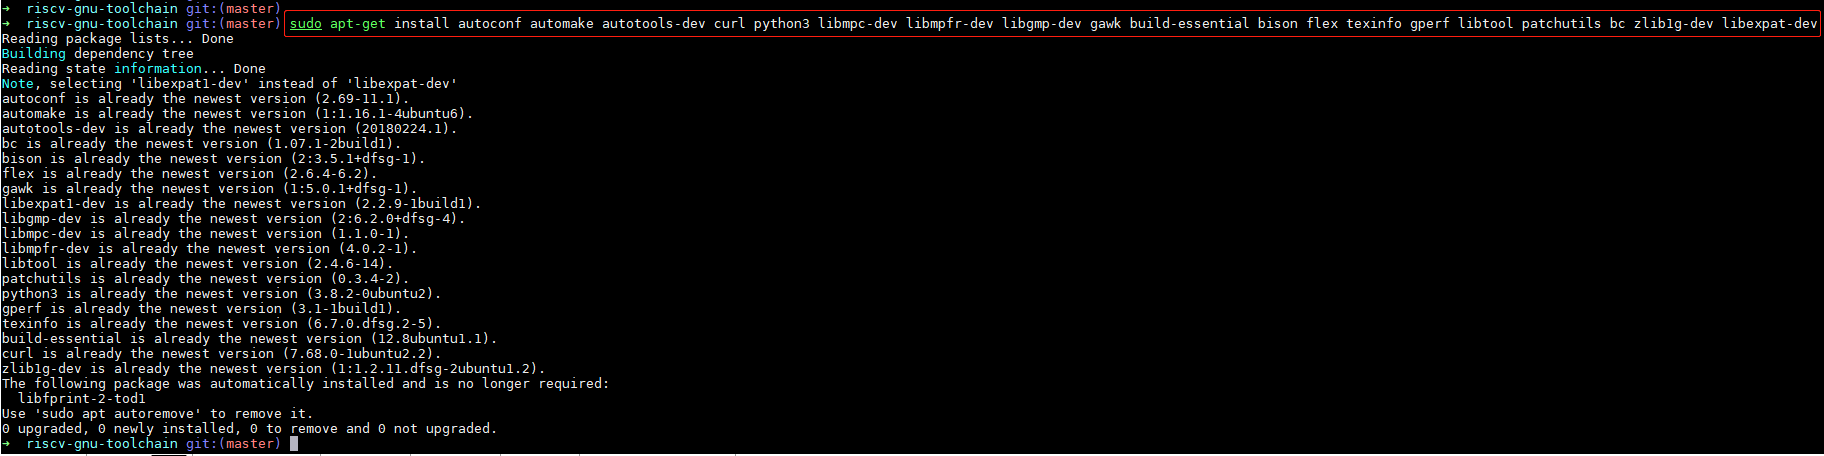 → riscv-gnu-toolchain git:(master)
→ riscv-gnu-toolchain git:(master) sudo apt-get install autoconf automake autotools-dev curl python3 libmpc-dev libmpfr-dev libgmp-dev gawk build-essential bison flex texinfo gperf libtool patchutils bc zlib1g-dev libexpat-dev
Reading package lists... Done
Building dependency tree
Reading state information... Done
Note, selecting 'libexpat1-dev' instead of 'libexpat-dev'
autoconf is already the newest version (2.69-11.1).
automake is already the newest version (1:1.16.1-4ubuntu6).
autotools-dev is already the newest version (20180224.1).
bc is already the newest version (1.07.1-2build1).
bison is already the newest version (2:3.5.1+dfsg-1).
flex is already the newest version (2.6.4-6.2).
gawk is already the newest version (1:5.0.1+dfsg-1).
libexpat1-dev is already the newest version (2.2.9-1build1).
libgmp-dev is already the newest version (2:6.2.0+dfsg-4).
libmpc-dev is already the newest version (1.1.0-1).
libmpfr-dev is already the newest version (4.0.2-1).
libtool is already the newest version (2.4.6-14).
patchutils is already the newest version (0.3.4-2).
python3 is already the newest version (3.8.2-0ubuntu2).
gperf is already the newest version (3.1-1build1).
texinfo is already the newest version (6.7.0.dfsg.2-5).
build-essential is already the newest version (12.8ubuntu1.1).
curl is already the newest version (7.68.0-1ubuntu2.2).
zlib1g-dev is already the newest version (1:1.2.11.dfsg-2ubuntu1.2).
The following package was automatically installed and is no longer required:
libfprint-2-tod1
Use 'sudo apt autoremove' to remove it.
0 upgraded, 0 newly installed, 0 to remove and 0 not upgraded.
→ riscv-gnu-toolchain git:(master)